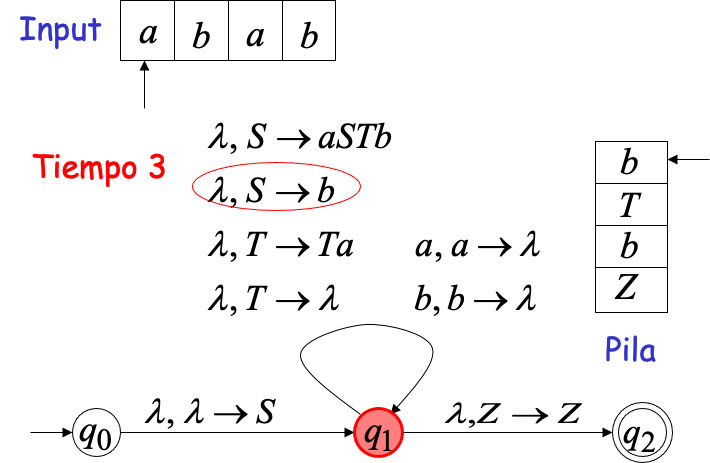 Input a b a b
λ, S → aSTb
Tiempo 3
λ, S → b
λ, T → Ta a, a → λ
λ, T → λ b, b → λ
b
T
b
Z
Pila
λ, λ → S λ,Z → Z
q0 q1 q2